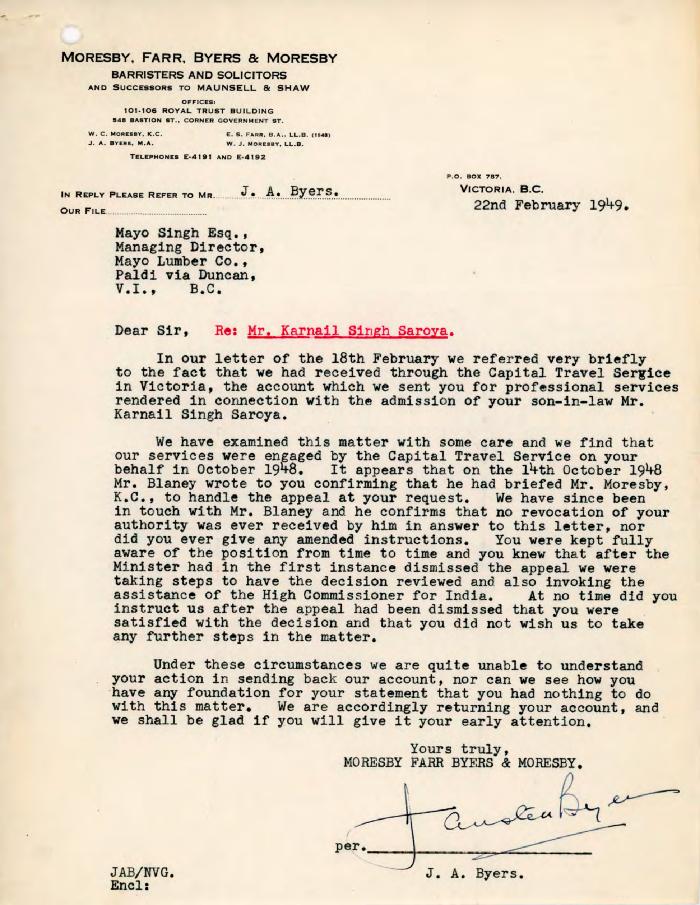 MORESBY, FARR, BYERS & MORESBY
BARRISTERS AND SOLICITORS
AND SUCCESSORS TO MAUNSELL & SHAW
OFFICES:
101-106 ROYAL TRUST BUILDING
548 BASTION ST., CORNER GOVERNMENT ST.
W. C. MORESBY, K.C. E. S. FARR, B.A., LL.B. (1948)
J. A. BYERS, M.A. W. J. MORESBY, LL.B.
TELEPHONES E-4191 AND E-4192
P.O. BOX 787,
IN REPLY PLEASE REFER TO MR. J. A. Byers. VICTORIA, B.C.
OUR FILE 22nd February 1949.
Mayo Singh Esq.,
Managing Director,
Mayo Lumber Co.,
Paldi via Duncan,
V.I., B.C.
Dear Sir, Re: Mr. Karnail Singh Saroya.
In our letter of the 18th February we referred very briefly
to the fact that we had received through the Capital Travel Sergice
in Victoria, the account which we sent you for professional services
rendered in connection with the admission of your son-in-law Mr.
Karnail Singh Saroya.
We have examined this matter with some care and we find that
our services were engaged by the Capital Travel Service on your
behalf in October 1948. It appears that on the 14th October 1948
Mr. Blaney wrote to you confirming that he had briefed Mr. Moresby,
K.C., to handle the appeal at your request. We have since been
in touch with Mr. Blaney and he confirms that no revocation of your
authority was ever received by him in answer to this letter, nor
did you ever give any amended instructions. You were kept fully
aware of the position from time to time and you knew that after the
Minister had in the first instance dismissed the appeal we were
taking steps to have the decision reviewed and also invoking the
assistance of the High Commissioner for India. At no time did you
instruct us after the appeal had been dismissed that you were
satisfied with the decision and that you did not wish us to take
any further steps in the matter.
Under these circumstances we are quite unable to understand
your action in sending back our account, nor can we see how you
have any foundation for your statement that you had nothing to do
with this matter. We are accordingly returning your account, and
we shall be glad if you will give it your early attention.
Yours truly,
MORESBY FARR BYERS & MORESBY.
J Austen Byers
per.
J. A. Byers.
JAB/NVG.
Encl: